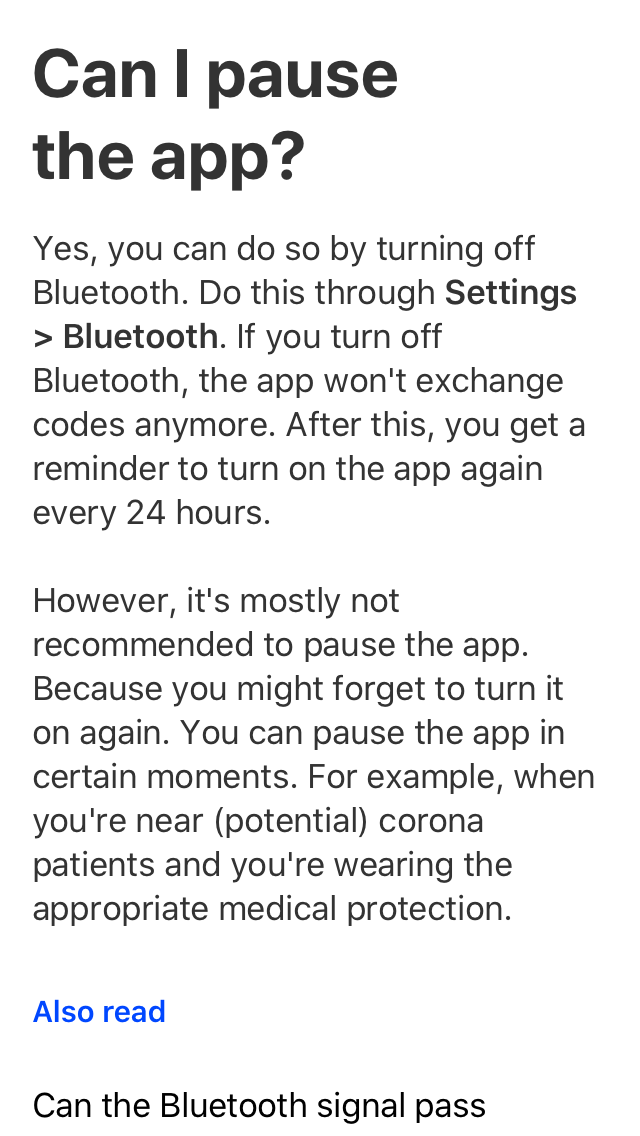 Can I pause
the app?
Yes, you can do so by turning off
Bluetooth. Do this through Settings
> Bluetooth. If you turn off
Bluetooth, the app won't exchange
codes anymore. After this, you get a
reminder to turn on the app again
every 24 hours.
However, it's mostly not
recommended to pause the app.
Because you might forget to turn it
on again. You can pause the app in
certain moments. For example, when
you're near (potential) corona
patients and you're wearing the
appropriate medical protection.
Also read
Can the Bluetooth signal pass